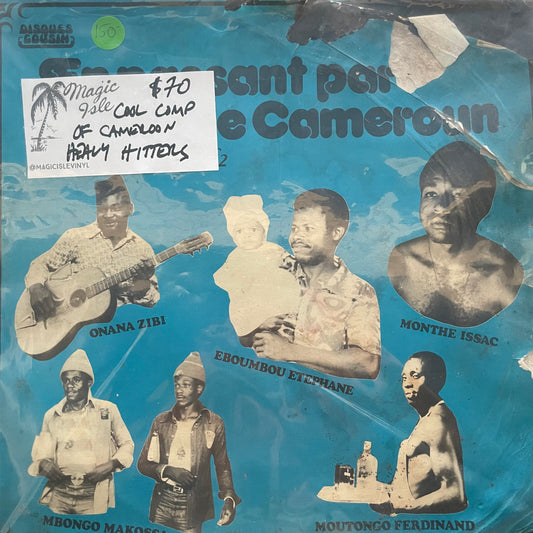 DISQUES
COUSIN
150
En passant par
e Cameroun
2
Magic
Isle
$70
COOL COMP
OF CAMEROON
HEAVY HITTERS
@MAGICISLEVINYL
ONANA ZIBI
EBOUMBOU ETEPHANE
MONTHE ISSAC
MBONGO MAKOSSA
MOUTONGO FERDINAND